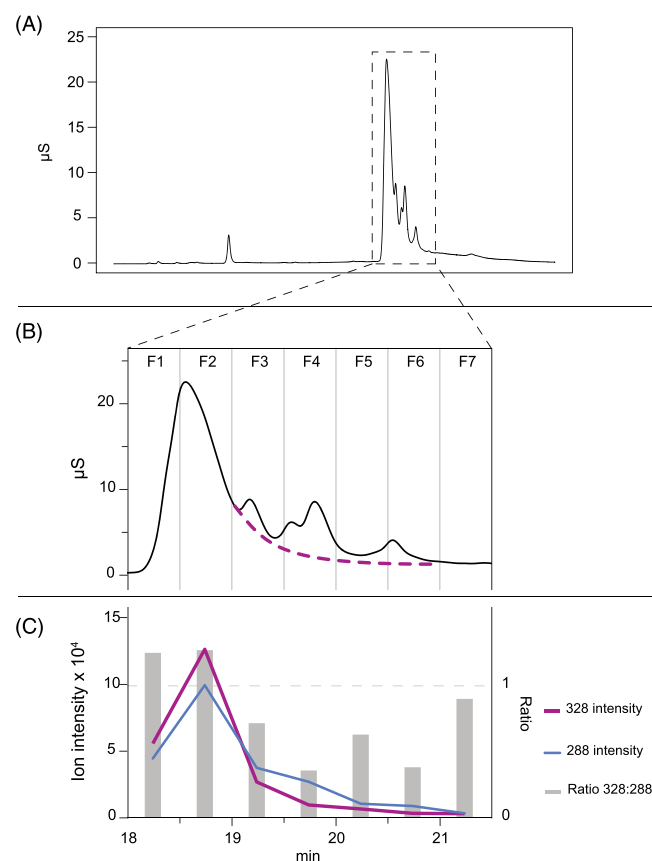 (A)
25
20
15
10
5
0
µS
(B)
F1 F2 F3 F4 F5 F6 F7
20
10
0
µS
(C)
15
10
5
0
Ion intensity x 10⁴
1
0
Ratio
328 intensity
288 intensity
Ratio 328:288
18 19 20 21
min